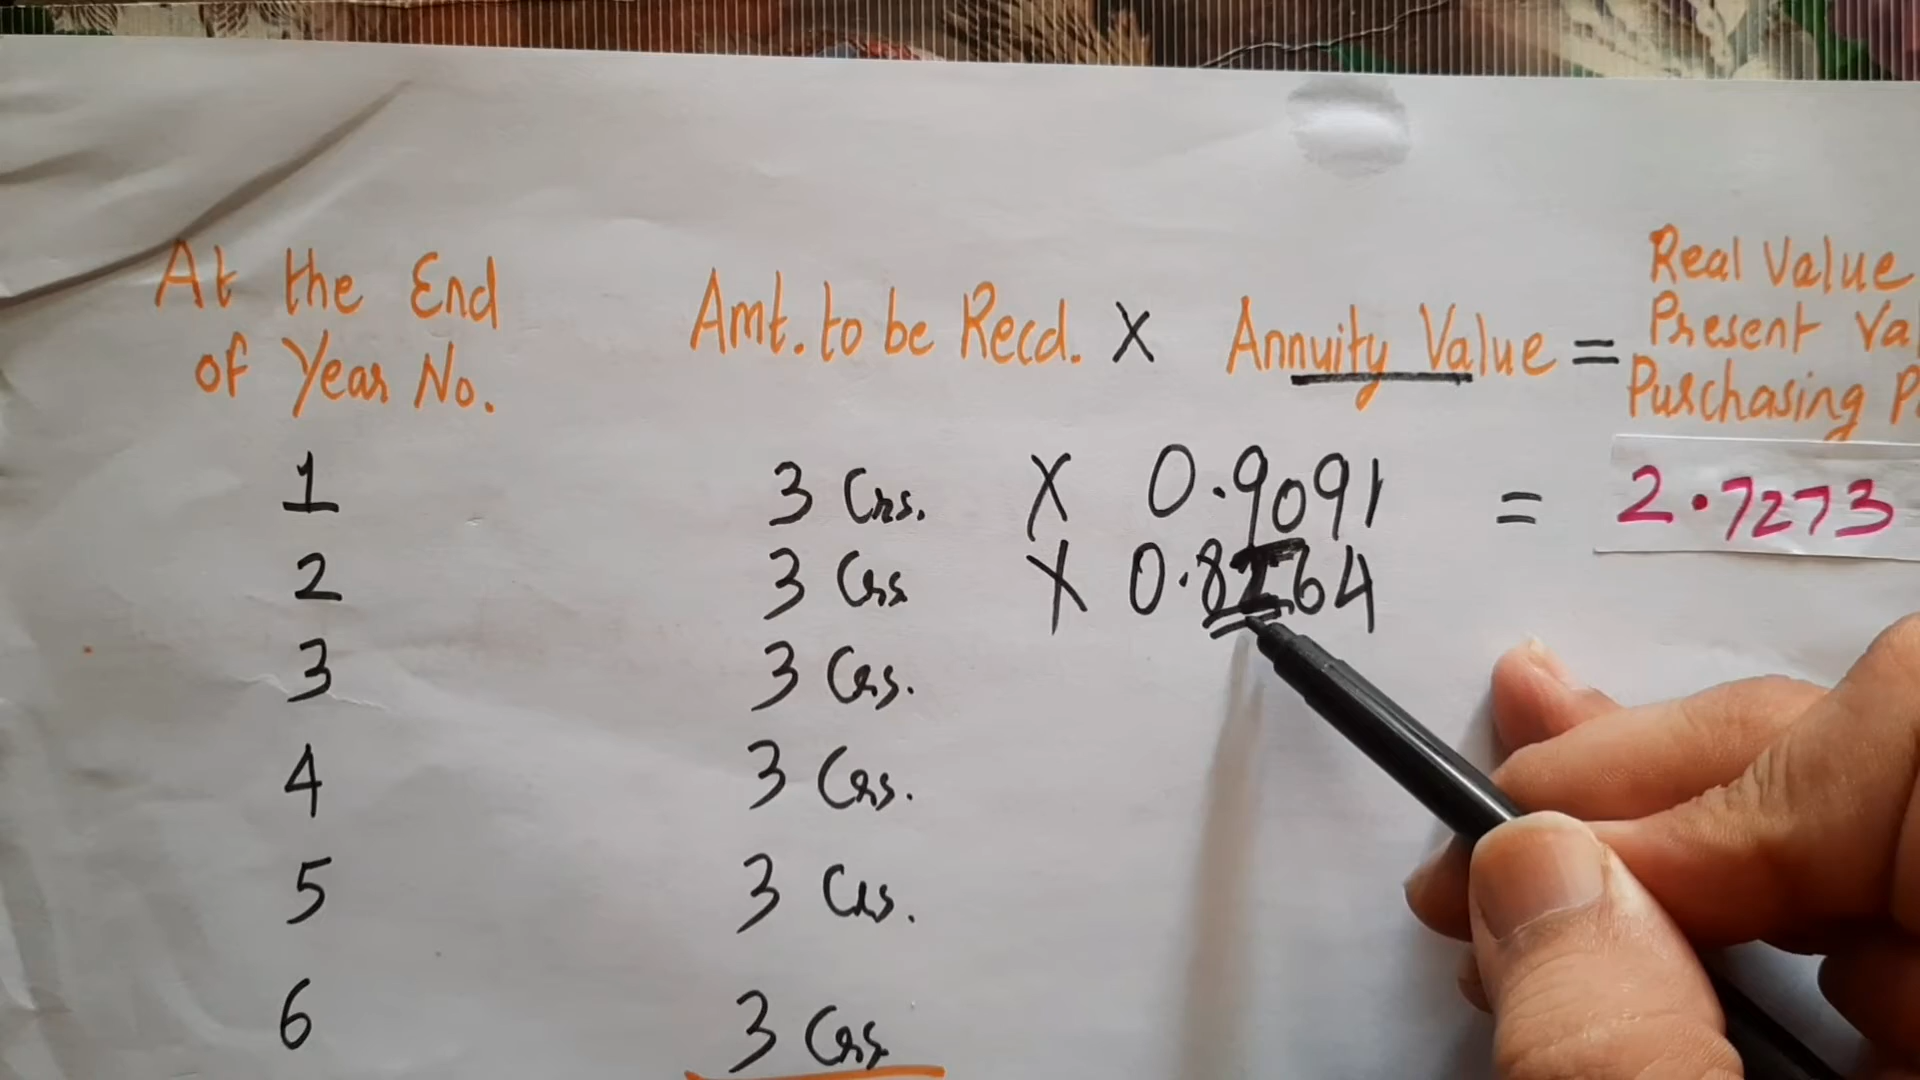 At the End of Year No.
Amt. to be Recd. X Annuity Value =
Real Value
Present Va
Purchasing P
1 3 Crs. X 0.9091 = 2.7273
2 3 Crs X 0.8264
3 3 Crs.
4 3 Crs.
5 3 Crs.
6 3 Crs.